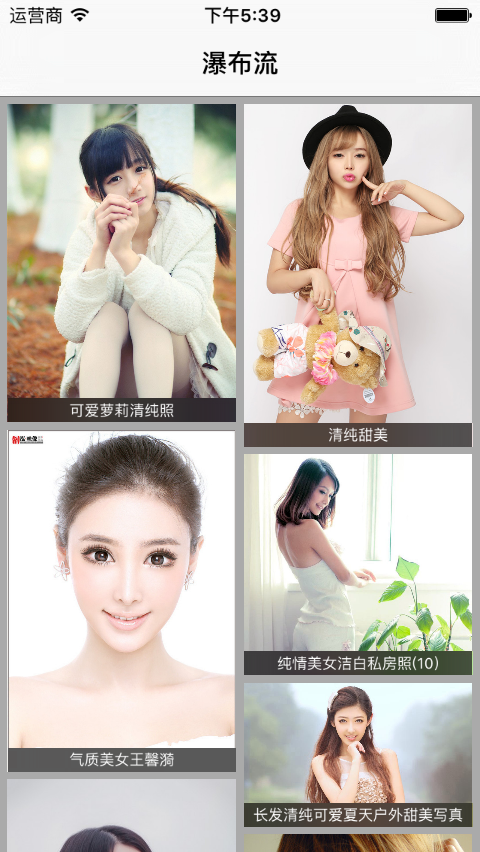 运营商
下午5:39
瀑布流
可爱萝莉清纯照
清纯甜美
气质美女王馨漪
纯情美女洁白私房照(10)
长发清纯可爱夏天户外甜美写真